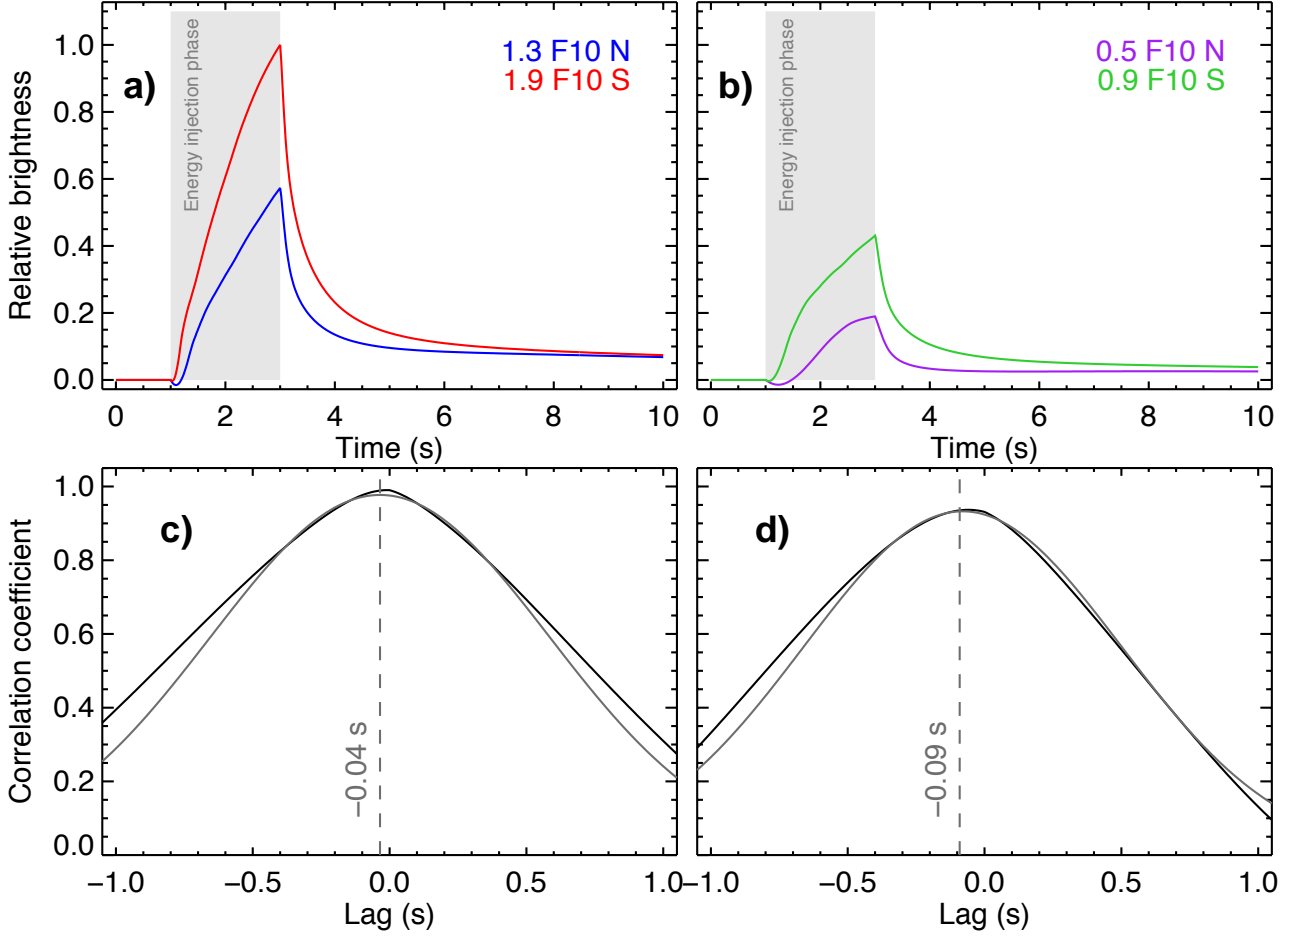 a)
Energy injection phase
1.3 F10 N
1.9 F10 S
Relative brightness
1.0
0.8
0.6
0.4
0.2
0.0
0 2 4 6 8 10
Time (s)
b)
Energy injection phase
0.5 F10 N
0.9 F10 S
0 2 4 6 8 10
Time (s)
c)
Correlation coefficient
1.0
0.8
0.6
0.4
0.2
0.0
−0.04 s
−1.0 −0.5 0.0 0.5 1.0
Lag (s)
d)
−0.09 s
−1.0 −0.5 0.0 0.5 1.0
Lag (s)